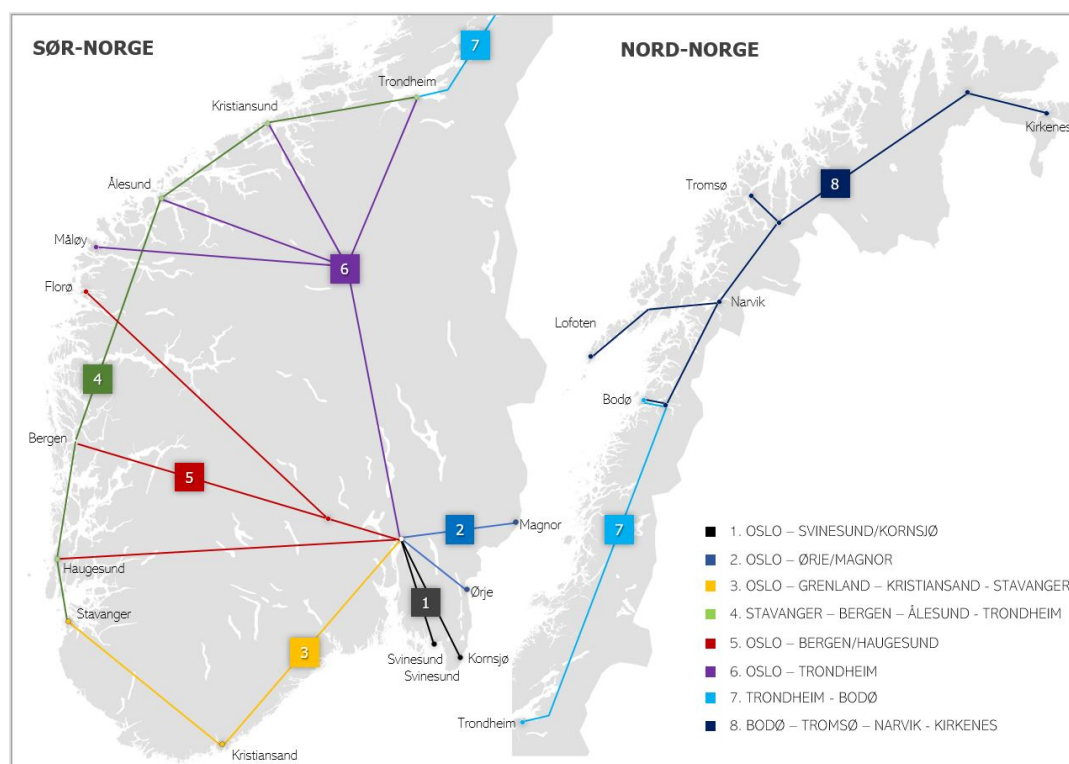 SØR-NORGE
7
Trondheim
Kristiansund
Ålesund
Måløy
6
Florø
4
Bergen
5
2
Magnor
Haugesund
Ørje
1
Stavanger
3
Svinesund
Kornsjø
Svinesund
Kristiansand
NORD-NORGE
Kirkenes
8
Tromsø
Narvik
Lofoten
Bodø
7
Trondheim
1. OSLO – SVINESUND/KORNSJØ
2. OSLO – ØRJE/MAGNOR
3. OSLO – GRENLAND – KRISTIANSAND - STAVANGER
4. STAVANGER – BERGEN – ÅLESUND - TRONDHEIM
5. OSLO – BERGEN/HAUGESUND
6. OSLO – TRONDHEIM
7. TRONDHEIM - BODØ
8. BODØ – TROMSØ – NARVIK - KIRKENES